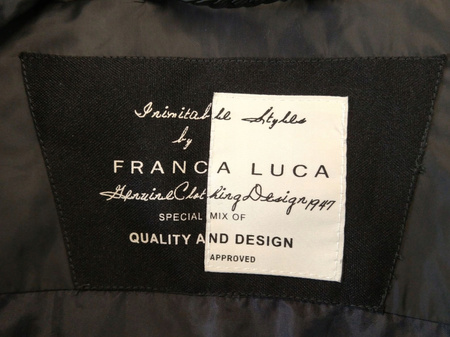 Inimitable Styles
by
FRANCA LUCA
Genuine Clothing Design 1947
SPECIAL MIX OF
QUALITY AND DESIGN
APPROVED